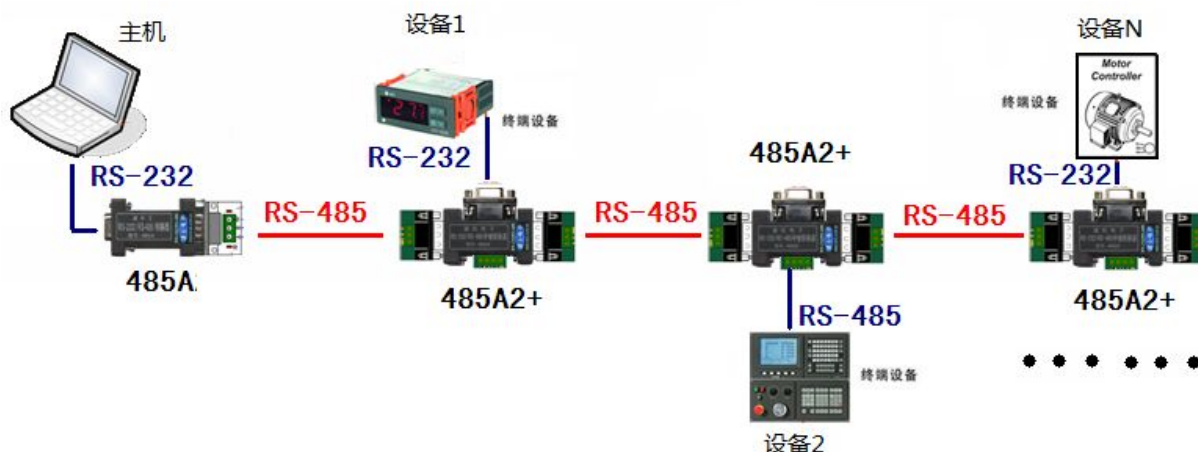 主机
设备1
设备N
Motor
Controller
终端设备
终端设备
RS-232
RS-232
485A2+
RS-232
RS-485
RS-485
RS-485
485A
485A2+
485A2+
RS-485
终端设备
设备2